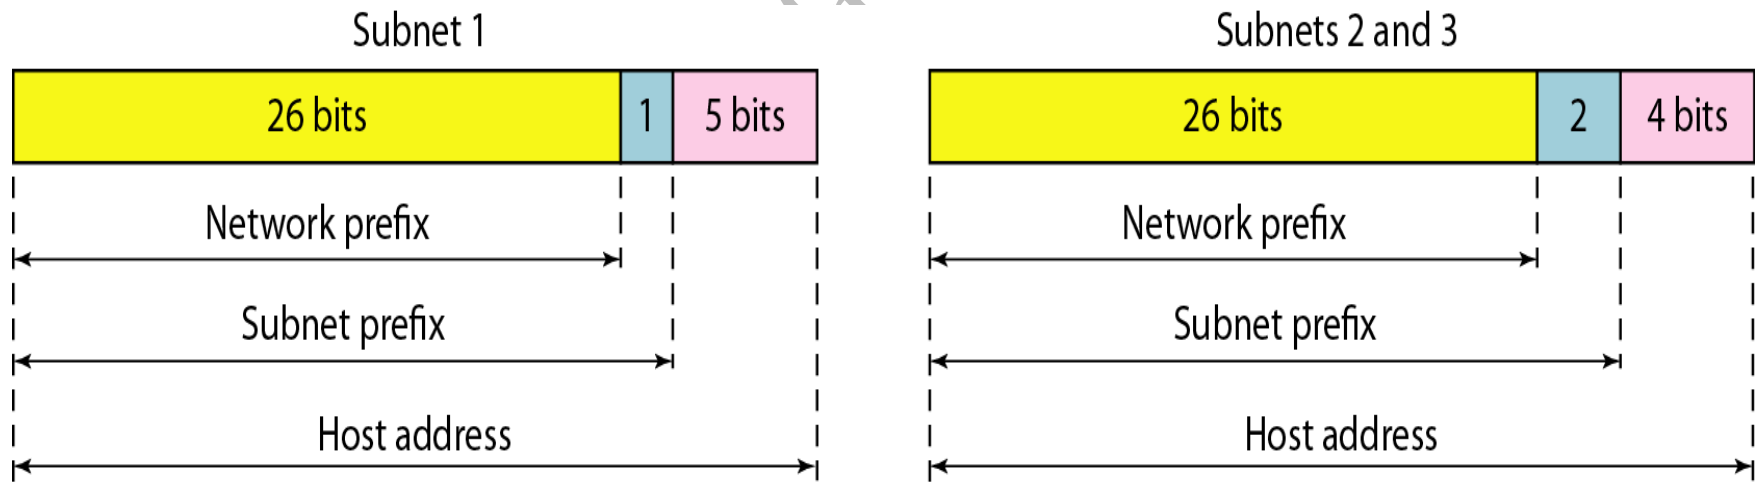 Subnet 1
26 bits 1 5 bits
Network prefix
Subnet prefix
Host address
Subnets 2 and 3
26 bits 2 4 bits
Network prefix
Subnet prefix
Host address